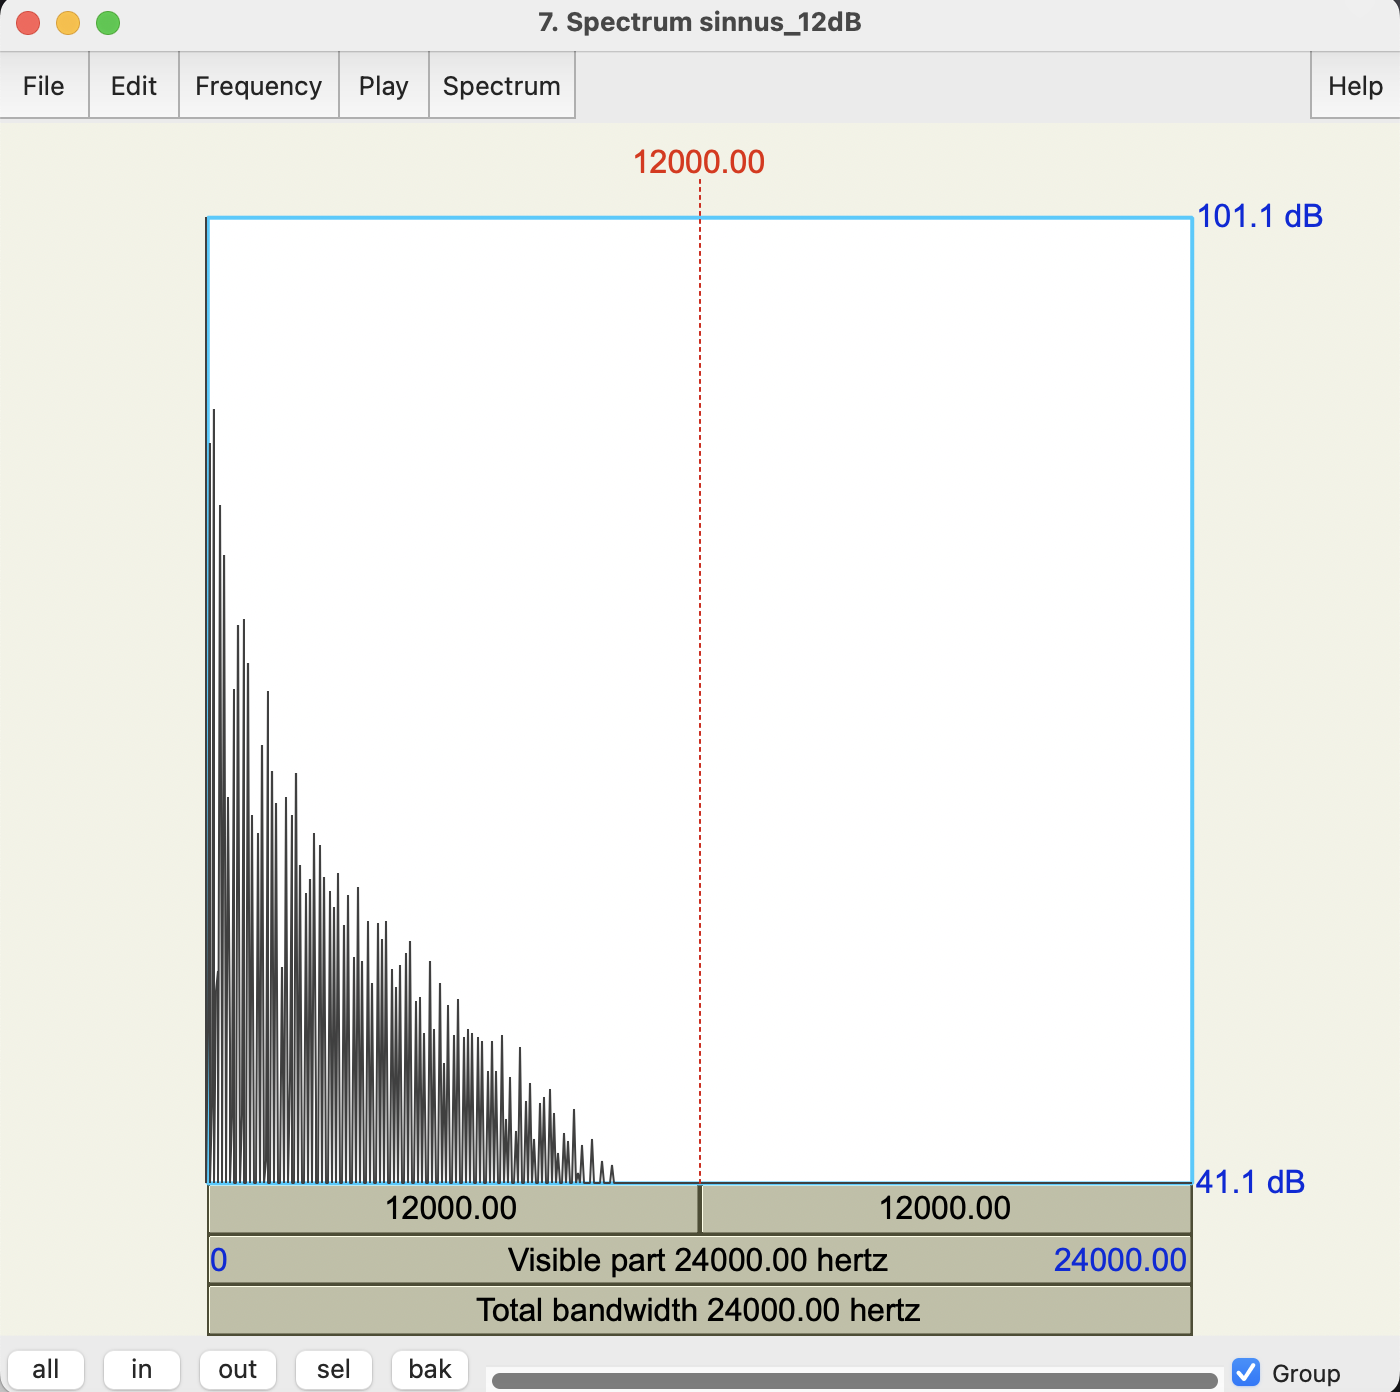 7. Spectrum sinnus_12dB
File Edit Frequency Play Spectrum Help
12000.00
101.1 dB
41.1 dB
12000.00 12000.00
0 Visible part 24000.00 hertz 24000.00
Total bandwidth 24000.00 hertz
all in out sel bak Group